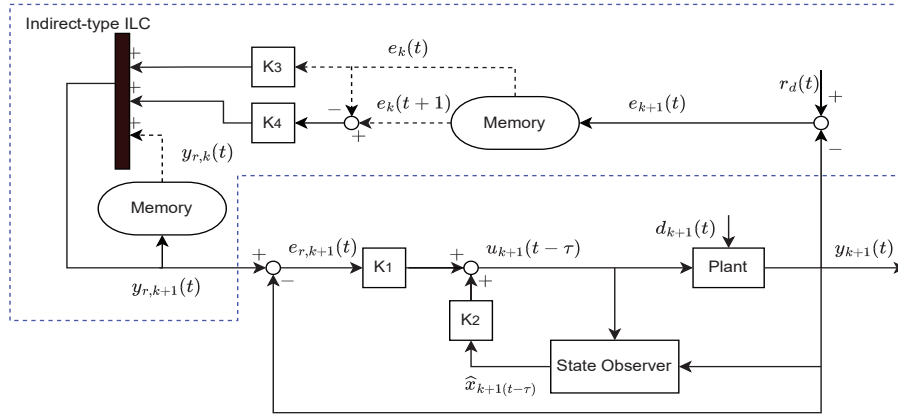 Indirect-type ILC
+
K3
e_k(t)
r_d(t)
+
K4
−
e_k(t+1)
Memory
e_{k+1}(t)
+
+
+
−
y_{r,k}(t)
Memory
d_{k+1}(t)
+
e_{r,k+1}(t)
K1
+
u_{k+1}(t−τ)
Plant
y_{k+1}(t)
−
+
y_{r,k+1}(t)
K2
State Observer
x̂_{k+1(t−τ)}